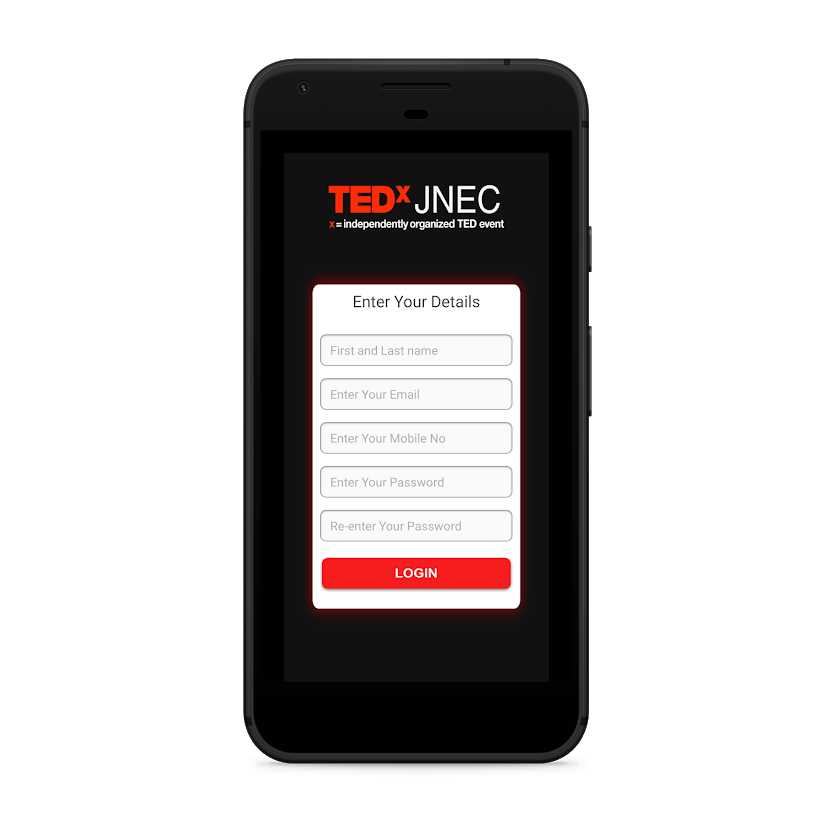 TEDx JNEC
x = independently organized TED event
Enter Your Details
First and Last name
Enter Your Email
Enter Your Mobile No
Enter Your Password
Re-enter Your Password
LOGIN